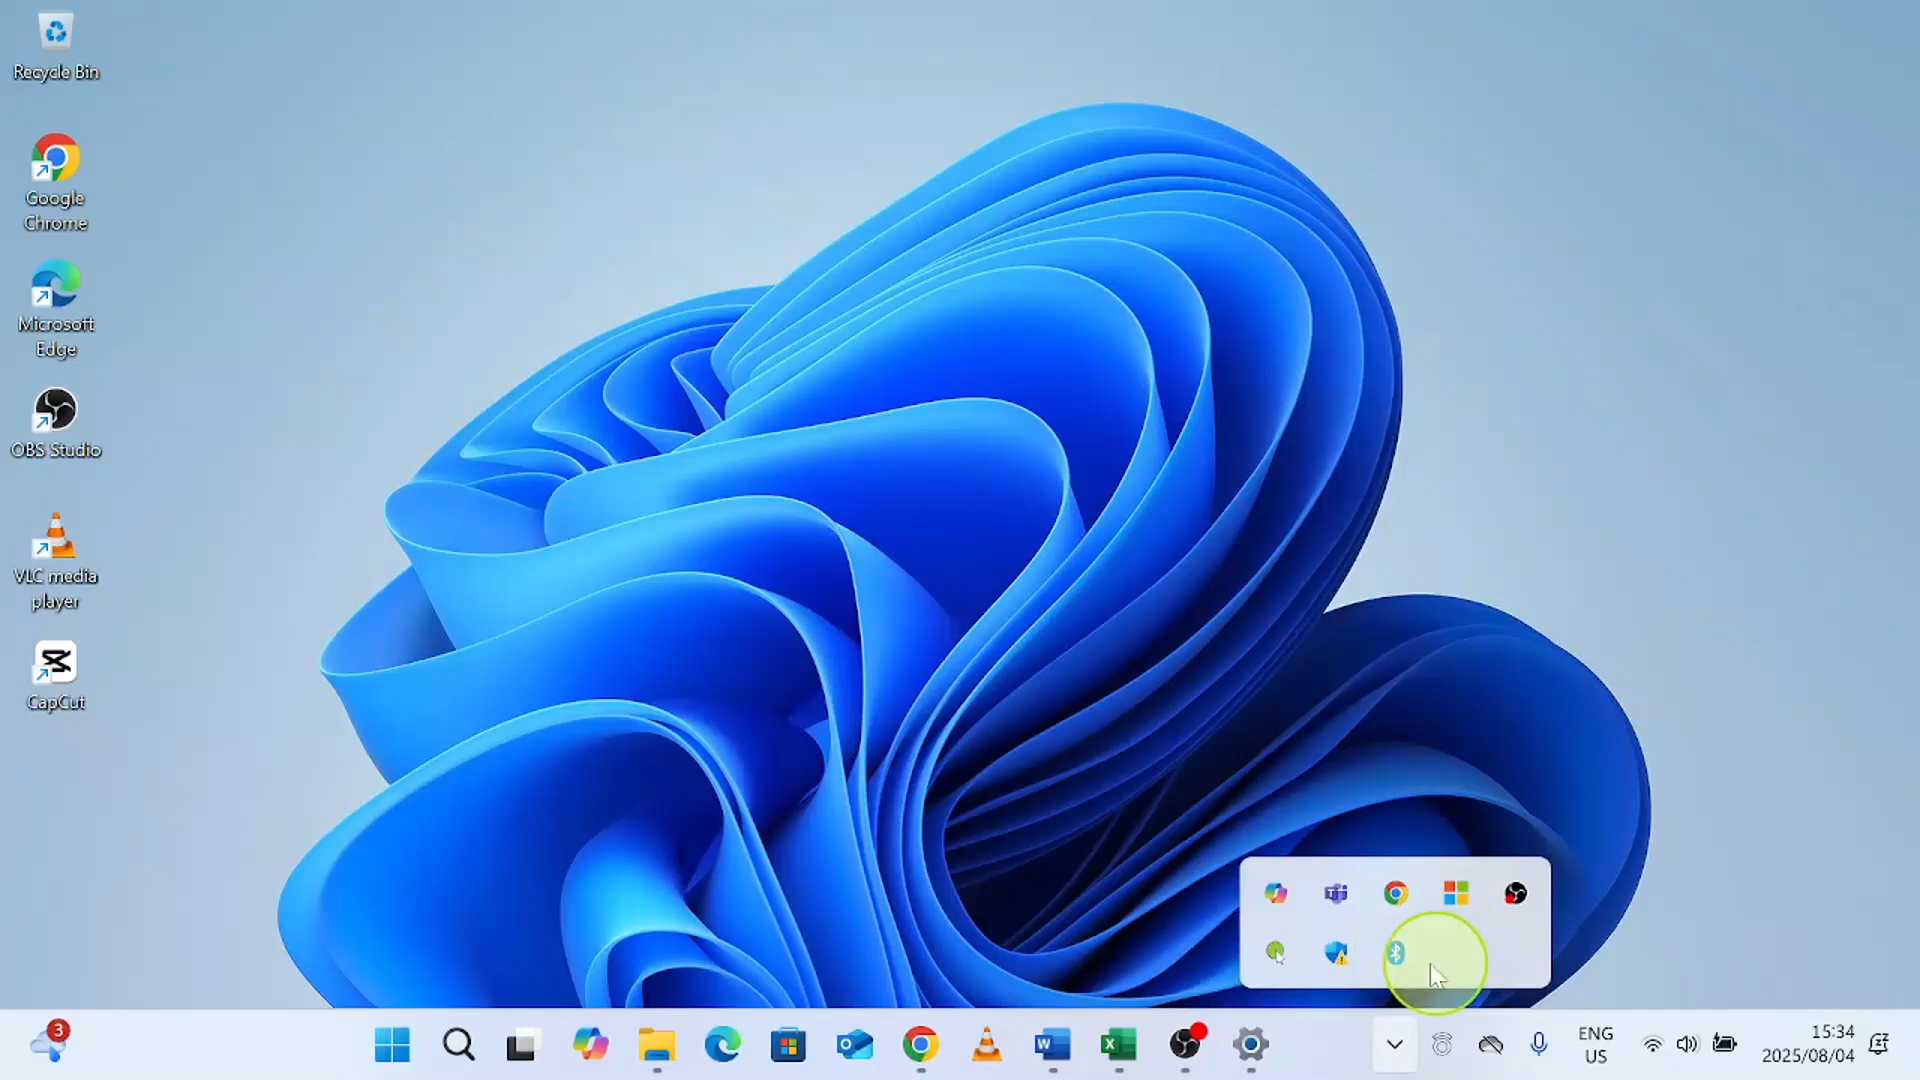 Recycle Bin
Google
Chrome
Microsoft
Edge
OBS Studio
VLC media
player
CapCut
3
ENG
US
15:34
2025/08/04